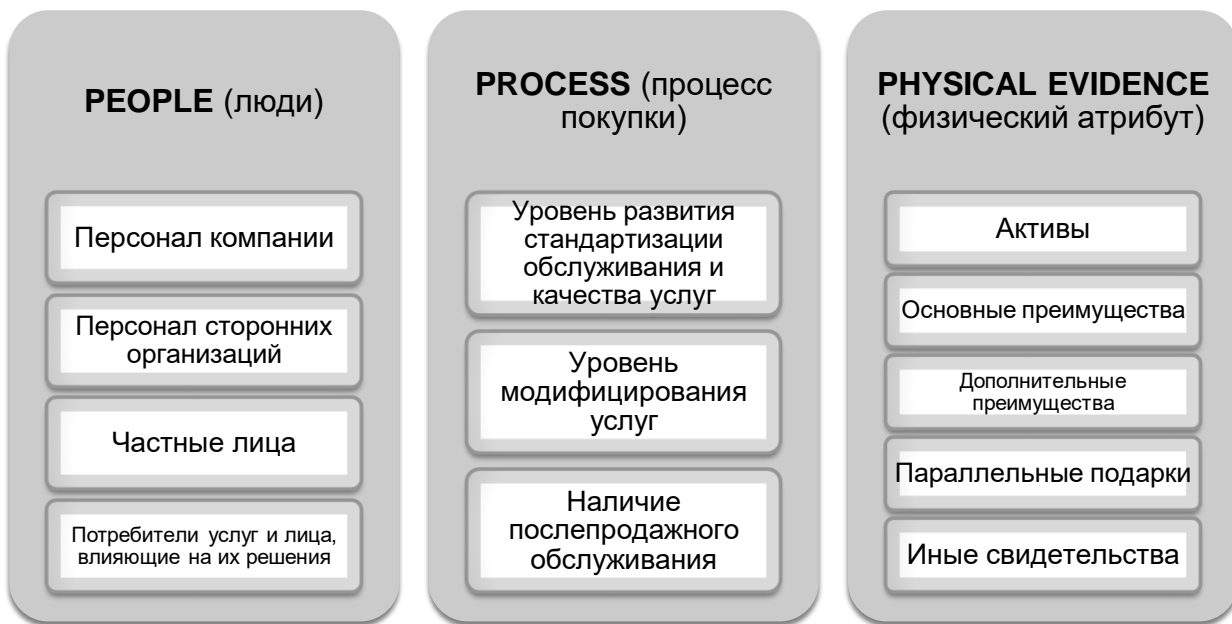 PEOPLE (люди)
Персонал компании
Персонал сторонних
организаций
Частные лица
Потребители услуг и лица,
влияющие на их решения
PROCESS (процесс
покупки)
Уровень развития
стандартизации
обслуживания и
качества услуг
Уровень
модифицирования
услуг
Наличие
послепродажного
обслуживания
PHYSICAL EVIDENCE
(физический атрибут)
Активы
Основные преимущества
Дополнительные
преимущества
Параллельные подарки
Иные свидетельства